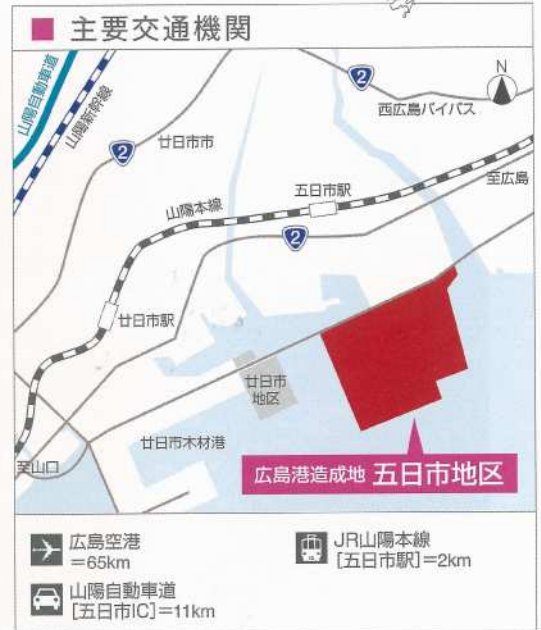 ■ 主要交通機関
N
2
西広島バイパス
山陽自動車道
山陽新幹線
2
廿日市市
至広島
五日市駅
山陽本線
2
廿日市駅
廿日市
地区
廿日市木材港
至山口
広島港造成地 五日市地区
広島空港
=65km
JR山陽本線
[五日市駅]=2km
山陽自動車道
[五日市IC]=11km